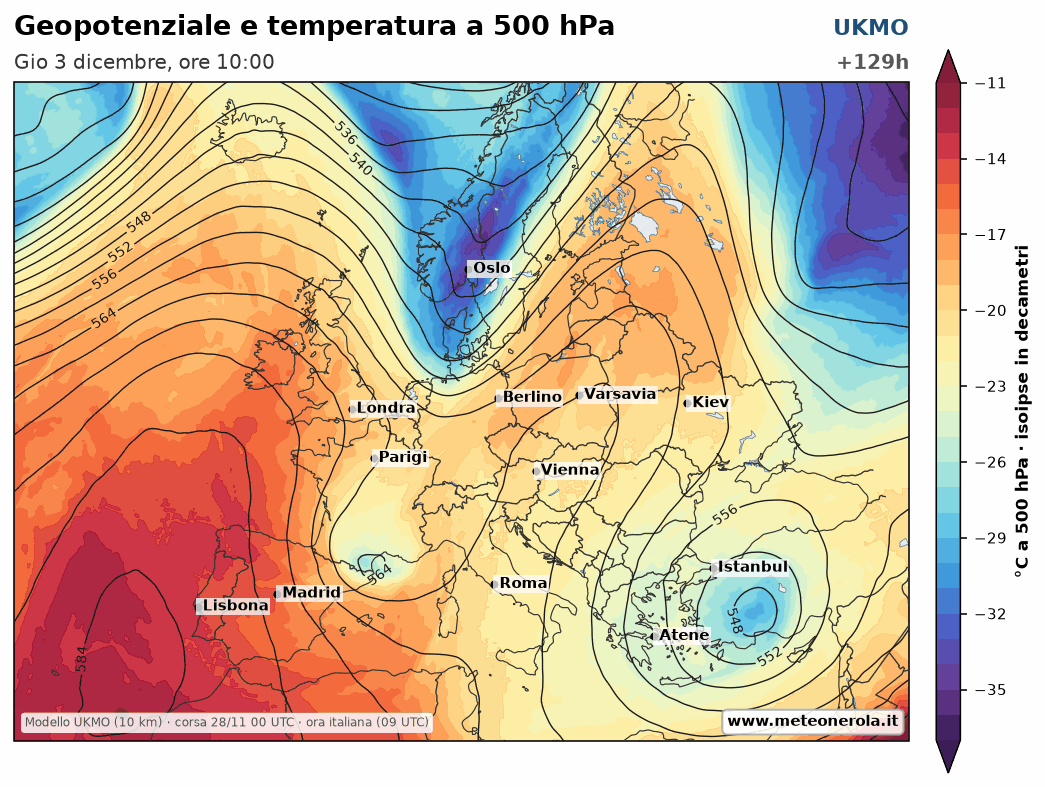 Geopotenziale e temperatura a 500 hPa
UKMO
Gio 3 dicembre, ore 10:00
+129h
536
540
548
552
556
564
Oslo
Berlino
Varsavia
Kiev
Londra
Parigi
Vienna
556
Istanbul
564
Roma
Madrid
Lisbona
548
Atene
552
584
Modello UKMO (10 km) · corsa 28/11 00 UTC · ora italiana (09 UTC)
www.meteonerola.it
−11
−14
−17
−20
−23
−26
−29
−32
−35
°C a 500 hPa · isoipse in decametri